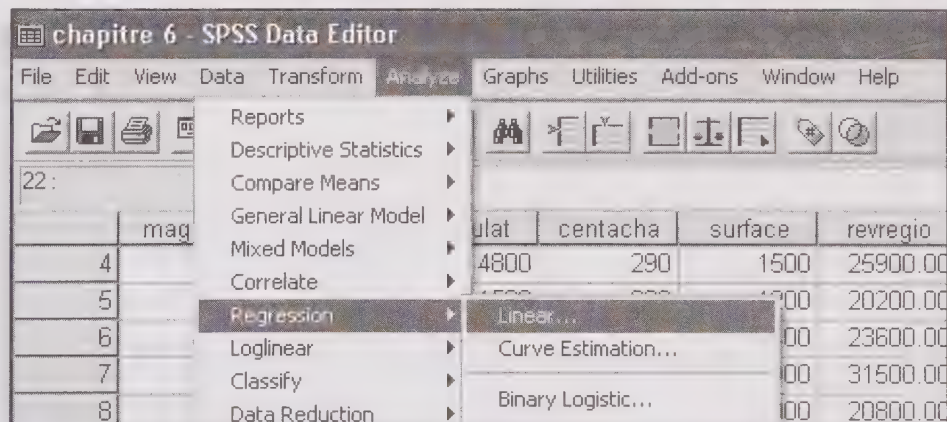 chapitre 6 - SPSS Data Editor
File Edit View Data Transform Analyze Graphs Utilities Add-ons Window Help
Reports
Descriptive Statistics
22 :
Compare Means
General Linear Model
mag ulat centacha surface revregio
Mixed Models
4 4800 290 1500 25900.00
Correlate
5 20200.00
Regression Linear...
6 00 23600.00
Loglinear Curve Estimation...
7 00 31500.00
Classify
Binary Logistic...
8 00 20800.00
Data Reduction